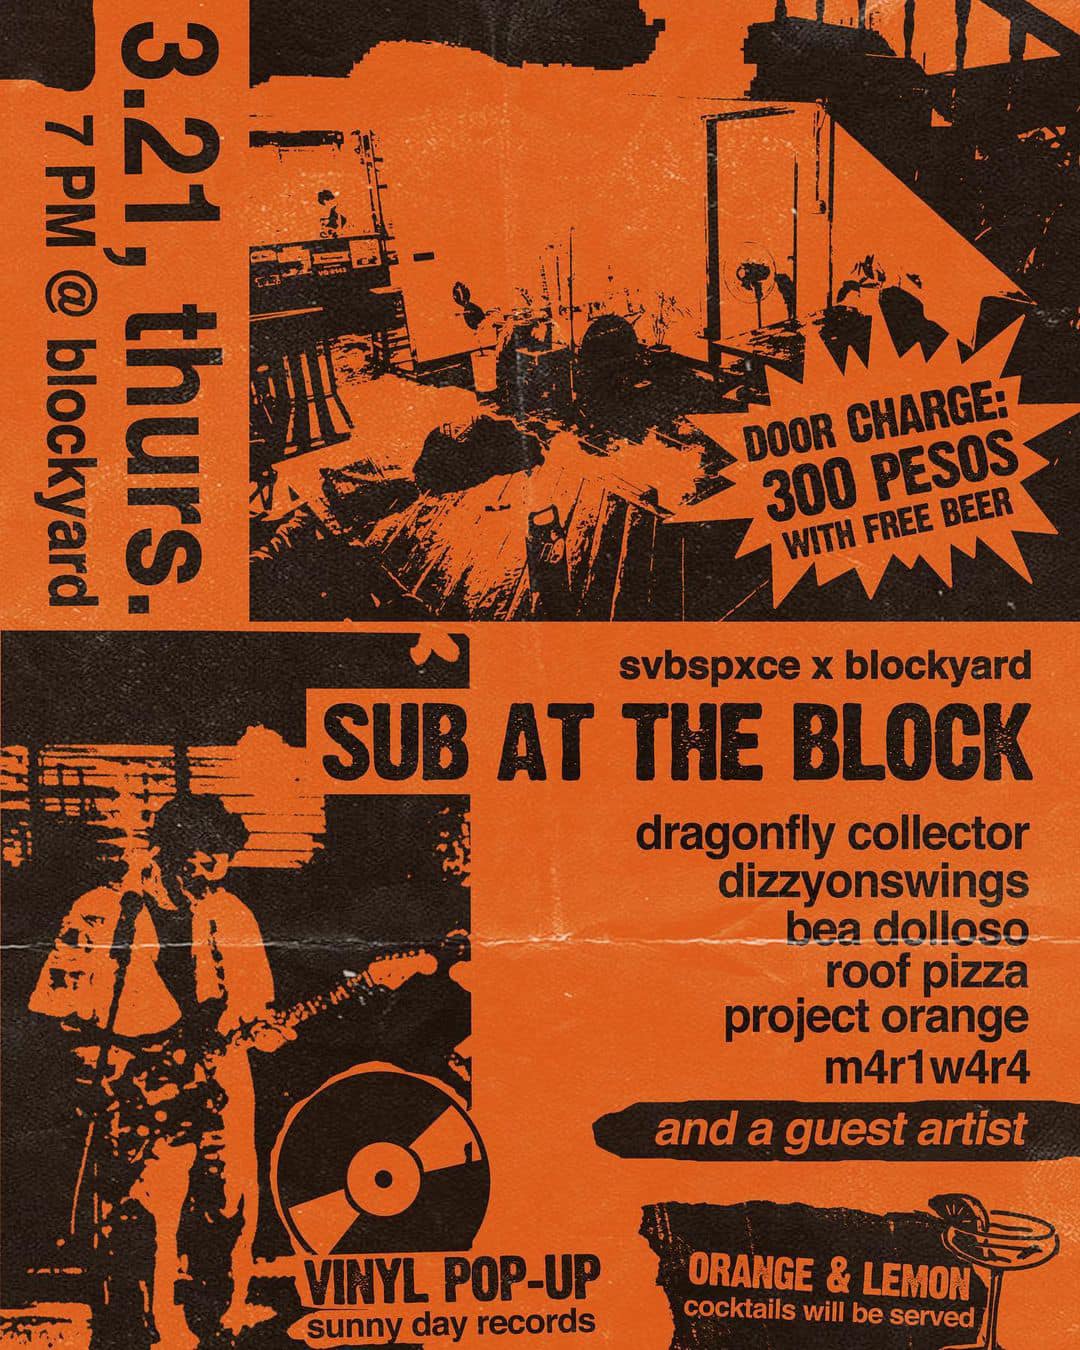 3.21, thurs.
7 PM @ blockyard
DOOR CHARGE:
300 PESOS
WITH FREE BEER
svbspxce x blockyard
SUB AT THE BLOCK
dragonfly collector
dizzyonswings
bea dolloso
roof pizza
project orange
m4r1w4r4
and a guest artist
VINYL POP-UP
sunny day records
ORANGE & LEMON
cocktails will be served